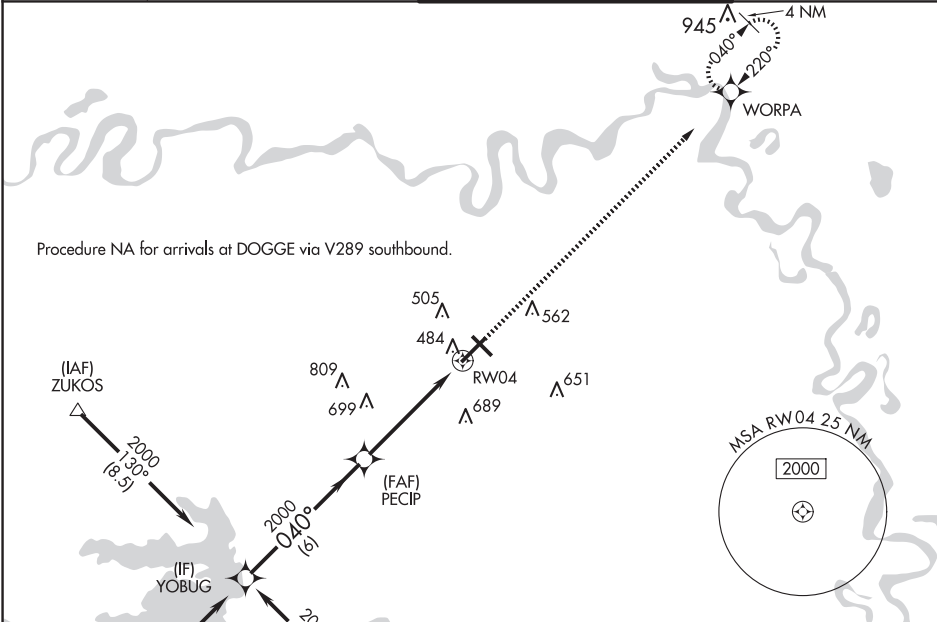 945
4 NM
040°
220°
WORPA
Procedure NA for arrivals at DOGGE via V289 southbound.
505
562
484
RW04
(IAF)
ZUKOS
809
699
651
689
MSA RW04 25 NM
2000
2000
130°
(8.5)
(FAF)
PECIP
2000
040°
(6)
(IF)
YOBUG